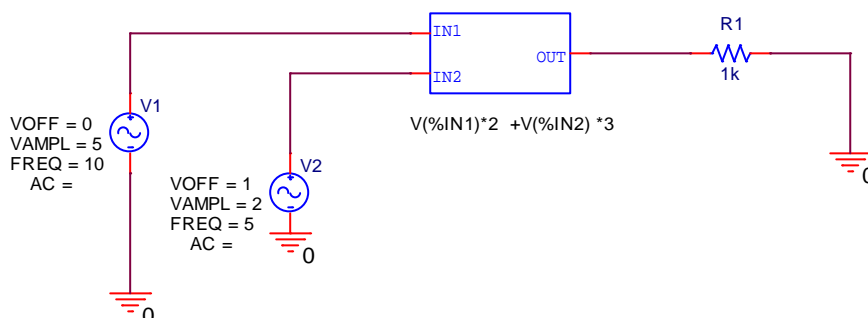 R1
IN1
OUT
IN2
1k
V1
VOFF = 0
VAMPL = 5
FREQ = 10
AC =
V(%IN1)*2 +V(%IN2) *3
V2
VOFF = 1
VAMPL = 2
FREQ = 5
AC =
0
0
0